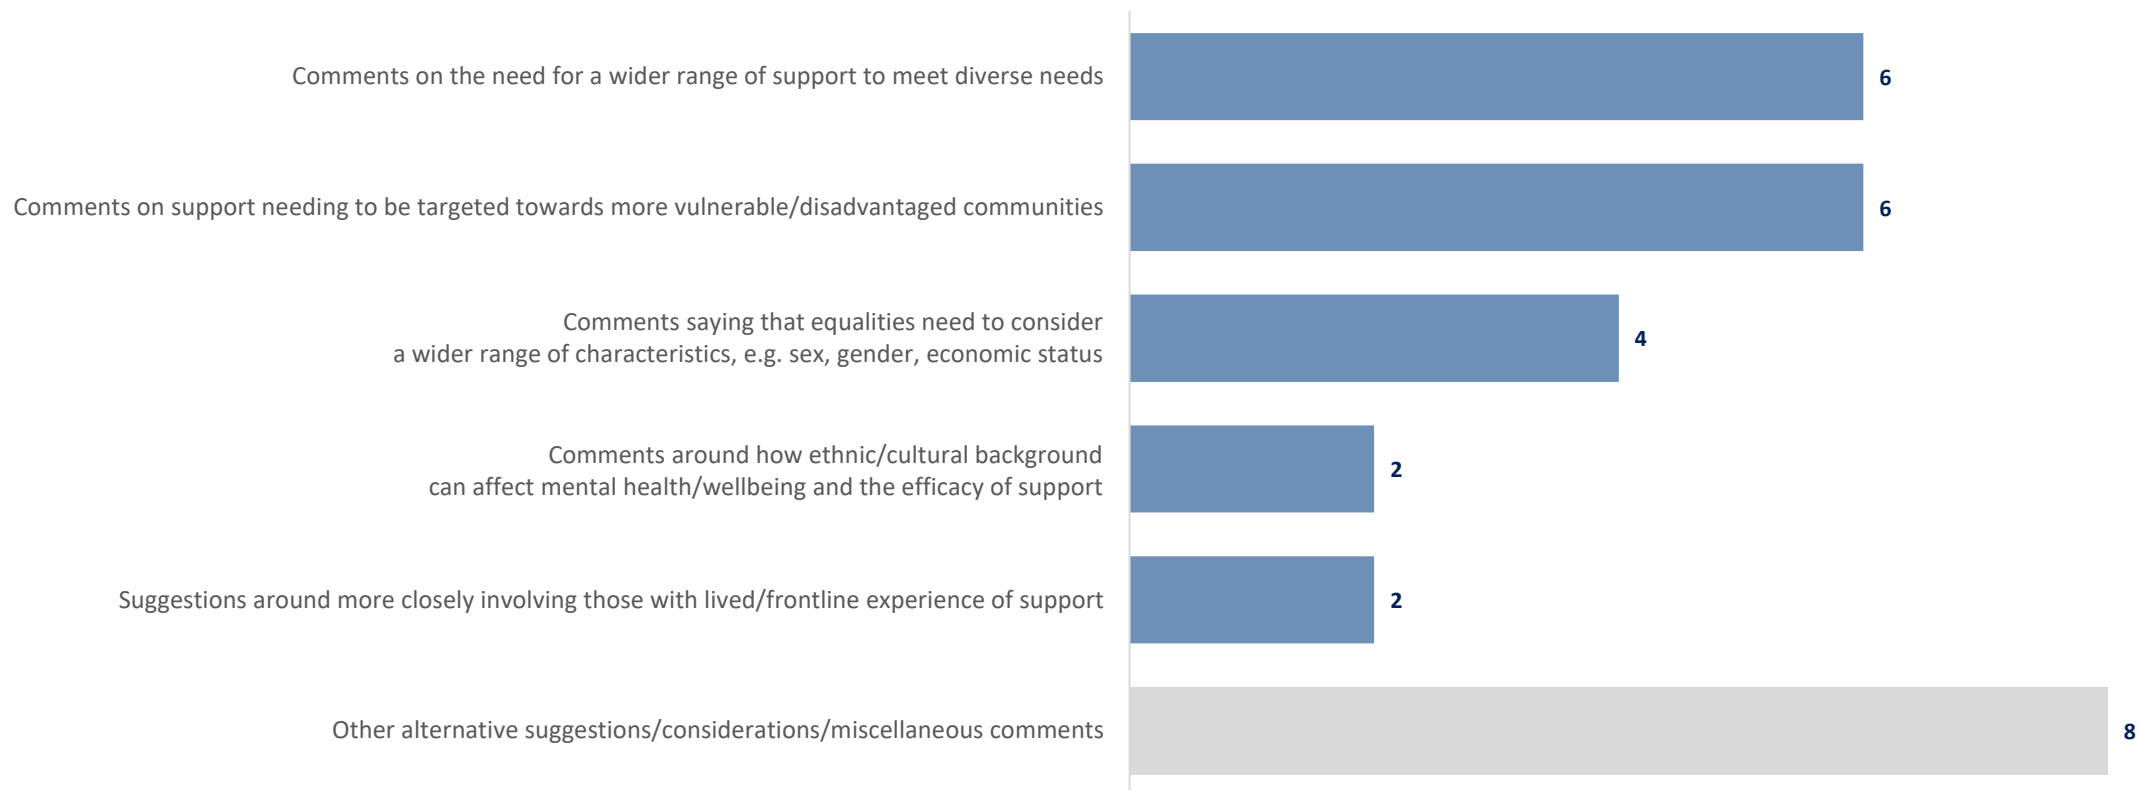 Comments on the need for a wider range of support to meet diverse needs
6
Comments on support needing to be targeted towards more vulnerable/disadvantaged communities
6
Comments saying that equalities need to consider
a wider range of characteristics, e.g. sex, gender, economic status
4
Comments around how ethnic/cultural background
can affect mental health/wellbeing and the efficacy of support
2
Suggestions around more closely involving those with lived/frontline experience of support
2
Other alternative suggestions/considerations/miscellaneous comments
8